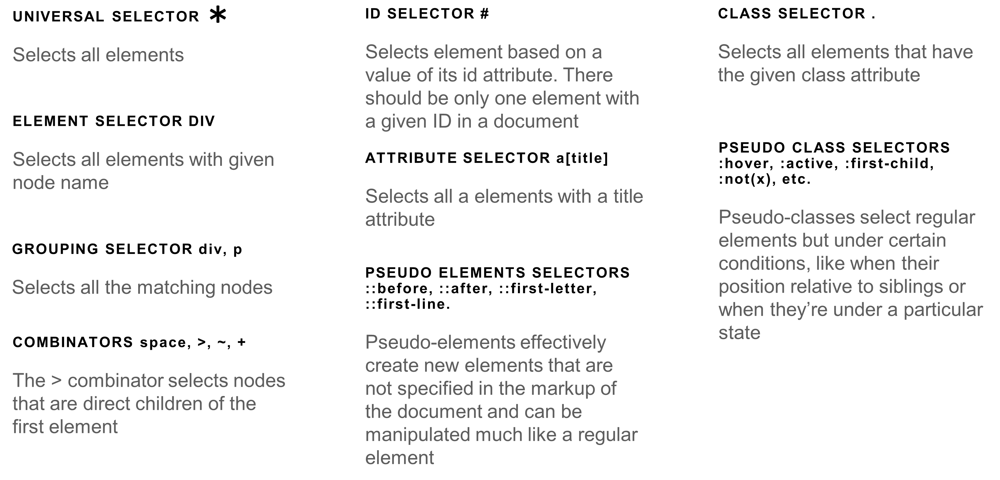 UNIVERSAL SELECTOR *
Selects all elements
ELEMENT SELECTOR DIV
Selects all elements with given
node name
GROUPING SELECTOR div, p
Selects all the matching nodes
COMBINATORS space, >, ~, +
The > combinator selects nodes
that are direct children of the
first element
ID SELECTOR #
Selects element based on a
value of its id attribute. There
should be only one element with
a given ID in a document
ATTRIBUTE SELECTOR a[title]
Selects all a elements with a title
attribute
PSEUDO ELEMENTS SELECTORS
::before, ::after, ::first-letter,
::first-line.
Pseudo-elements effectively
create new elements that are
not specified in the markup of
the document and can be
manipulated much like a regular
element
CLASS SELECTOR .
Selects all elements that have
the given class attribute
PSEUDO CLASS SELECTORS
:hover, :active, :first-child,
:not(x), etc.
Pseudo-classes select regular
elements but under certain
conditions, like when their
position relative to siblings or
when they’re under a particular
state